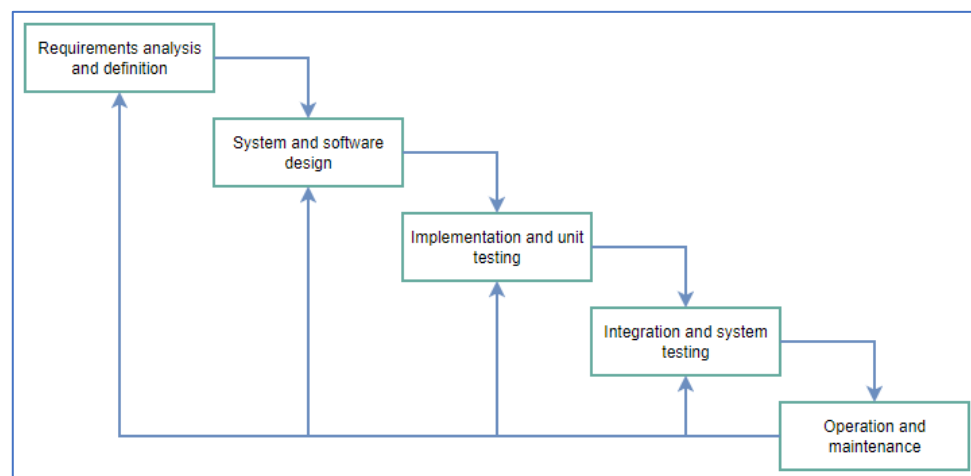 Requirements analysis
and definition
System and software
design
Implementation and unit
testing
Integration and system
testing
Operation and
maintenance